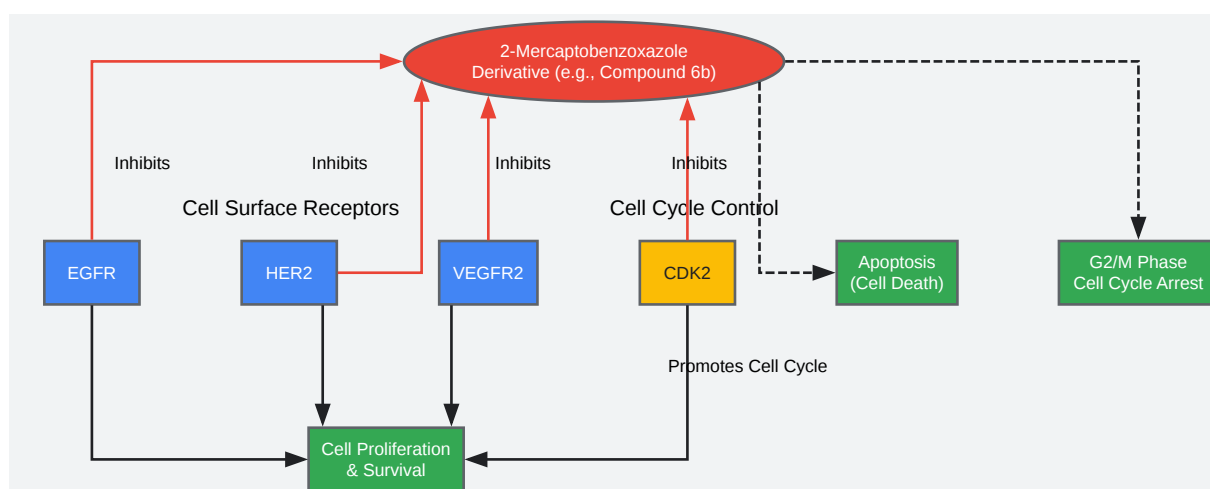 2-Mercaptobenzoxazole
Derivative (e.g., Compound 6b)
Inhibits
Inhibits
Inhibits
Inhibits
Cell Surface Receptors
Cell Cycle Control
EGFR
HER2
VEGFR2
CDK2
Apoptosis
(Cell Death)
G2/M Phase
Cell Cycle Arrest
Promotes Cell Cycle
Cell Proliferation
& Survival